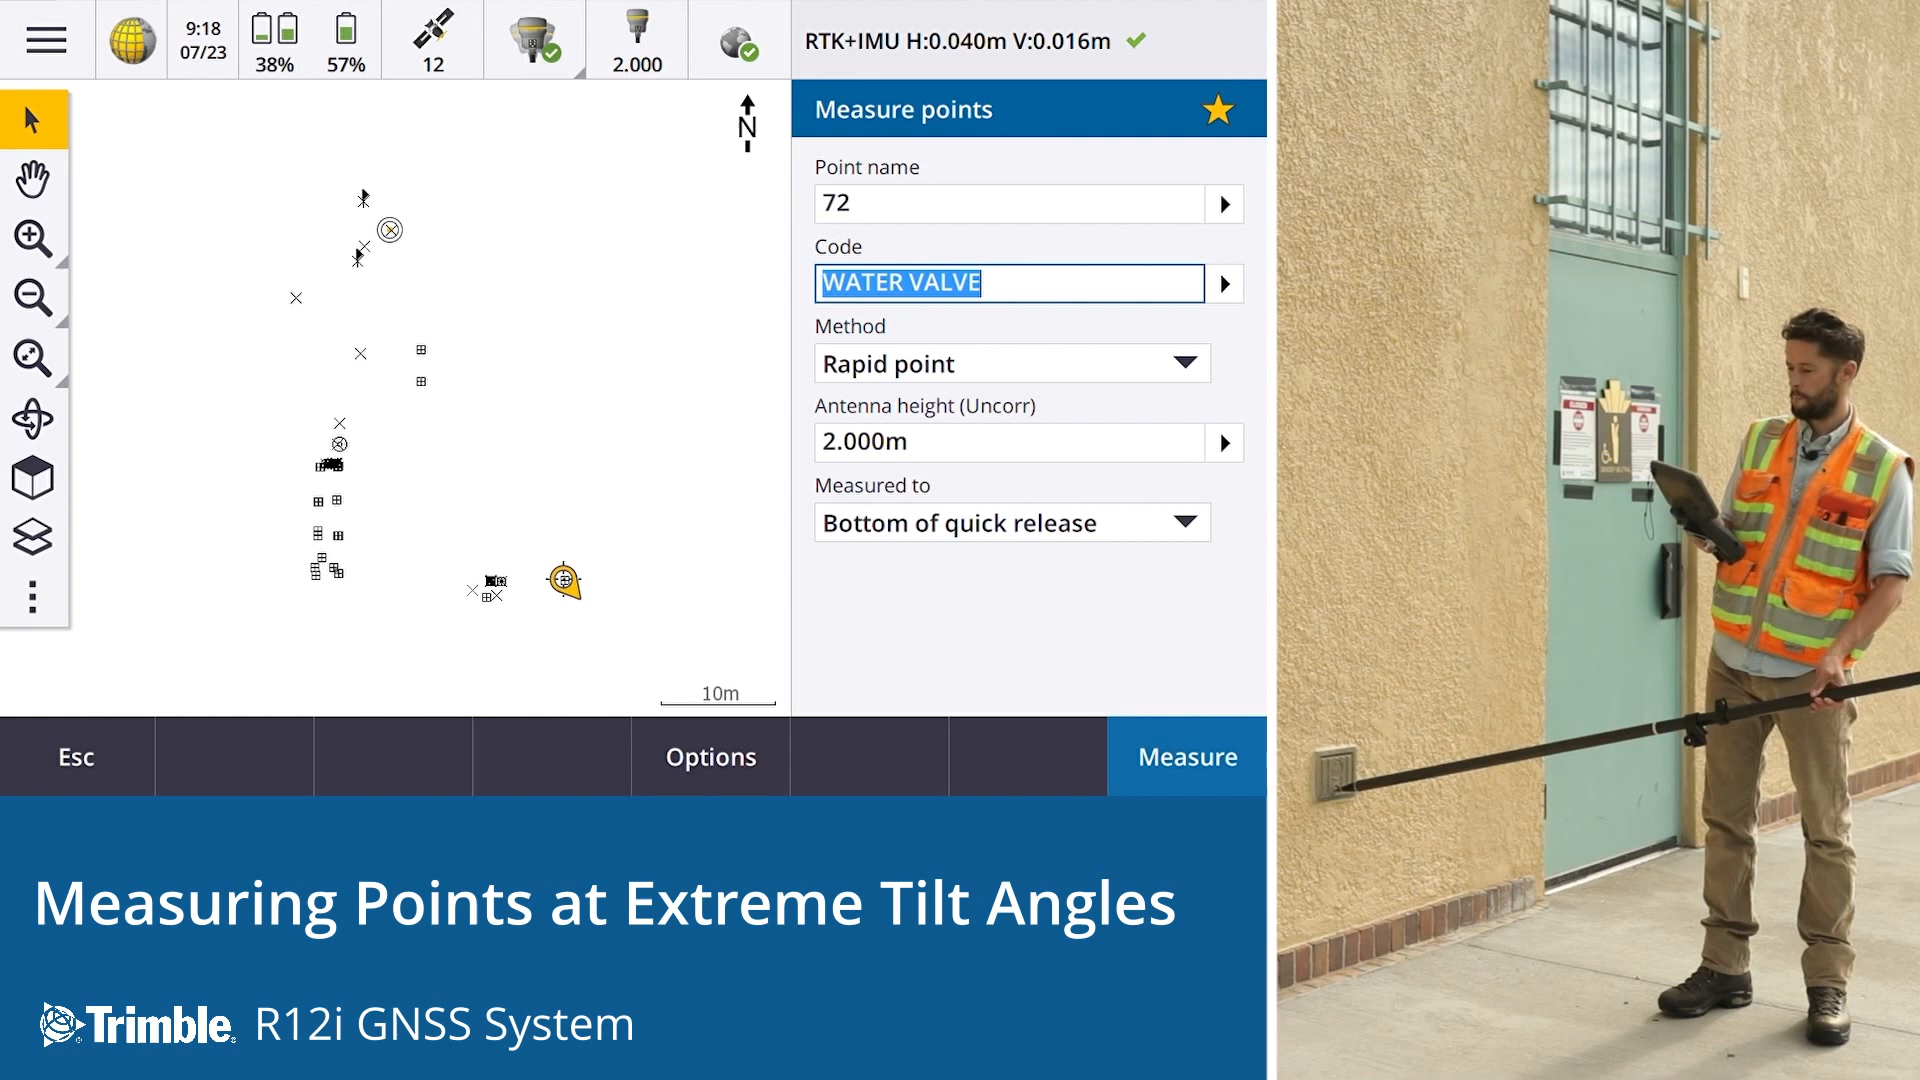 9:18
07/23
38%
57%
12
2.000
RTK+IMU H:0.040m V:0.016m
N
Measure points
Point name
72
Code
WATER VALVE
Method
Rapid point
Antenna height (Uncorr)
2.000m
Measured to
Bottom of quick release
10m
Esc
Options
Measure
Measuring Points at Extreme Tilt Angles
Trimble. R12i GNSS System